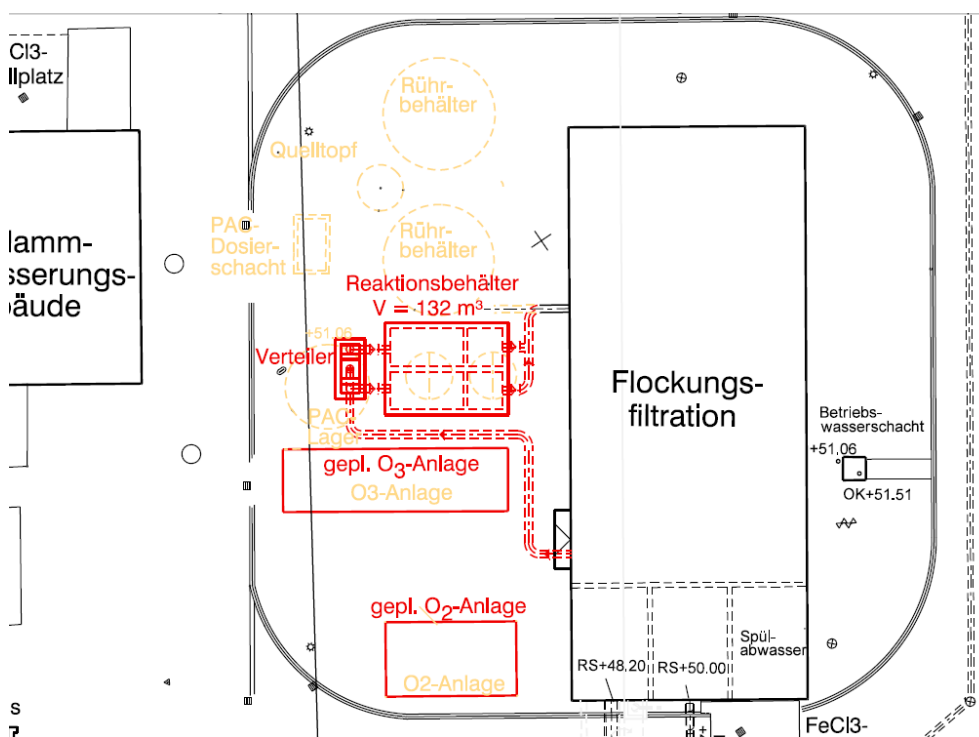 Cl3-
llplatz
Rühr-
behälter
Quelltopf
PAC-
Dosier-
schacht
Rühr-
behälter
lamm-
sserungs-
äude
Reaktionsbehälter
V = 132 m³
+51.06
Verteiler
PAC-
Lager
Flockungs-
filtration
Betriebs-
wasserschacht
+51.06
OK+51.51
gepl. O3-Anlage
O3-Anlage
gepl. O2-Anlage
O2-Anlage
Spül-
abwasser
RS+48.20
RS+50.00
s
FeCl3-